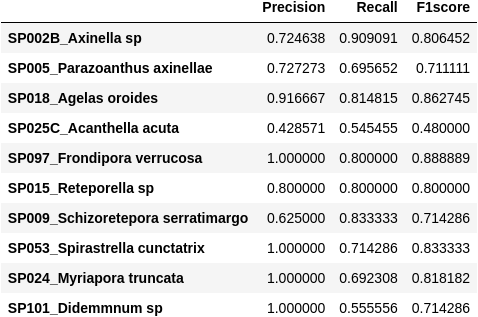 Precision Recall F1score
SP002B_Axinella sp 0.724638 0.909091 0.806452
SP005_Parazoanthus axinellae 0.727273 0.695652 0.711111
SP018_Agelas oroides 0.916667 0.814815 0.862745
SP025C_Acanthella acuta 0.428571 0.545455 0.480000
SP097_Frondipora verrucosa 1.000000 0.800000 0.888889
SP015_Reteporella sp 0.800000 0.800000 0.800000
SP009_Schizoretepora serratimargo 0.625000 0.833333 0.714286
SP053_Spirastrella cunctatrix 1.000000 0.714286 0.833333
SP024_Myriapora truncata 1.000000 0.692308 0.818182
SP101_Didemmnum sp 1.000000 0.555556 0.714286